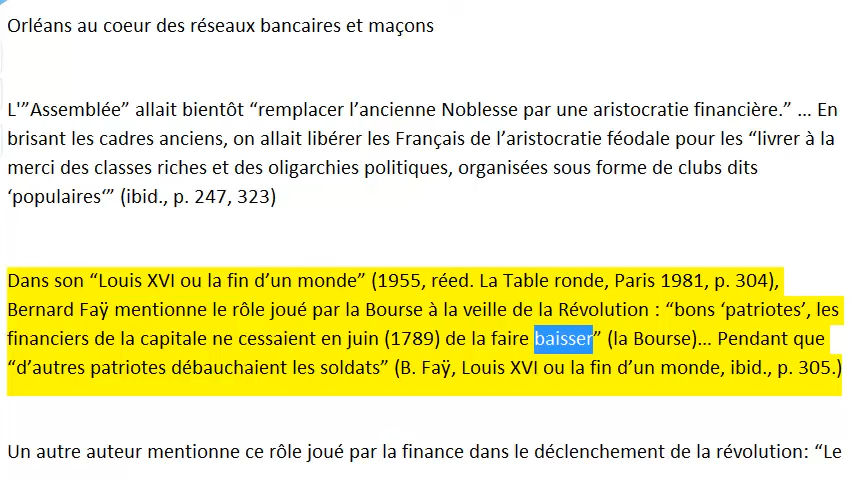 Orléans au coeur des réseaux bancaires et maçons
L'”Assemblée” allait bientôt “remplacer l’ancienne Noblesse par une aristocratie financière.” ... En
brisant les cadres anciens, on allait libérer les Français de l’aristocratie féodale pour les “livrer à la
merci des classes riches et des oligarchies politiques, organisées sous forme de clubs dits
‘populaires‘” (ibid., p. 247, 323)
Dans son “Louis XVI ou la fin d’un monde” (1955, réed. La Table ronde, Paris 1981, p. 304),
Bernard Faÿ mentionne le rôle joué par la Bourse à la veille de la Révolution : “bons ‘patriotes’, les
financiers de la capitale ne cessaient en juin (1789) de la faire baisser” (la Bourse)... Pendant que
“d’autres patriotes débauchaient les soldats” (B. Faÿ, Louis XVI ou la fin d’un monde, ibid., p. 305.)
Un autre auteur mentionne ce rôle joué par la finance dans le déclenchement de la révolution: “Le